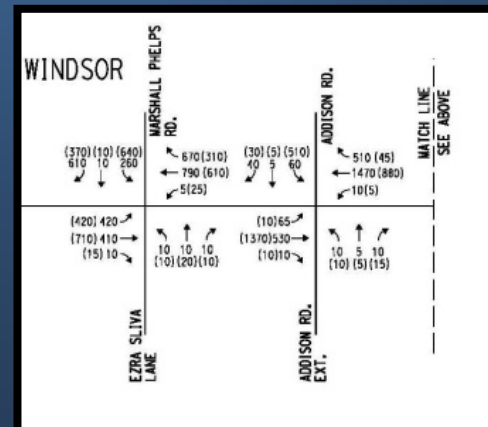 WINDSOR
MARSHALL PHELPS
RD.
ADDISON RD.
MATCH LINE
SEE ABOVE
(370) (10) (640)
610 10 260
670 (310)
790 (610)
5 (25)
(30) (5) (510)
40 5 60
510 (45)
1470 (880)
10 (5)
(420) 420
(710) 410
(15) 10
10 10 10
(10) (20) (10)
(10) 65
(1370) 530
(10) 10
10 5 10
(10) (5) (15)
EZRA SLIVA
LANE
ADDISON RD.
EXT.